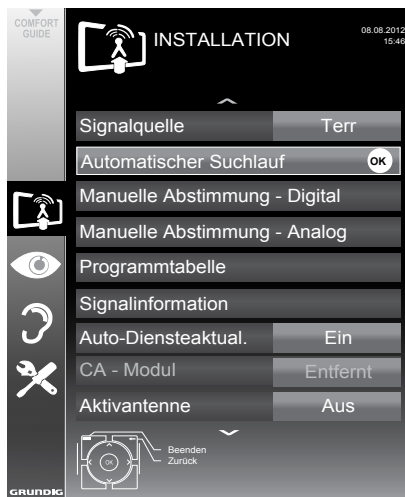 COMFORT
GUIDE
INSTALLATION
08.08.2012
15:46
Signalquelle Terr
Automatischer Suchlauf OK
Manuelle Abstimmung - Digital
Manuelle Abstimmung - Analog
Programmtabelle
Signalinformation
Auto-Diensteaktual. Ein
CA - Modul Entfernt
Aktivantenne Aus
Beenden
Zurück
OK
GRUNDIG